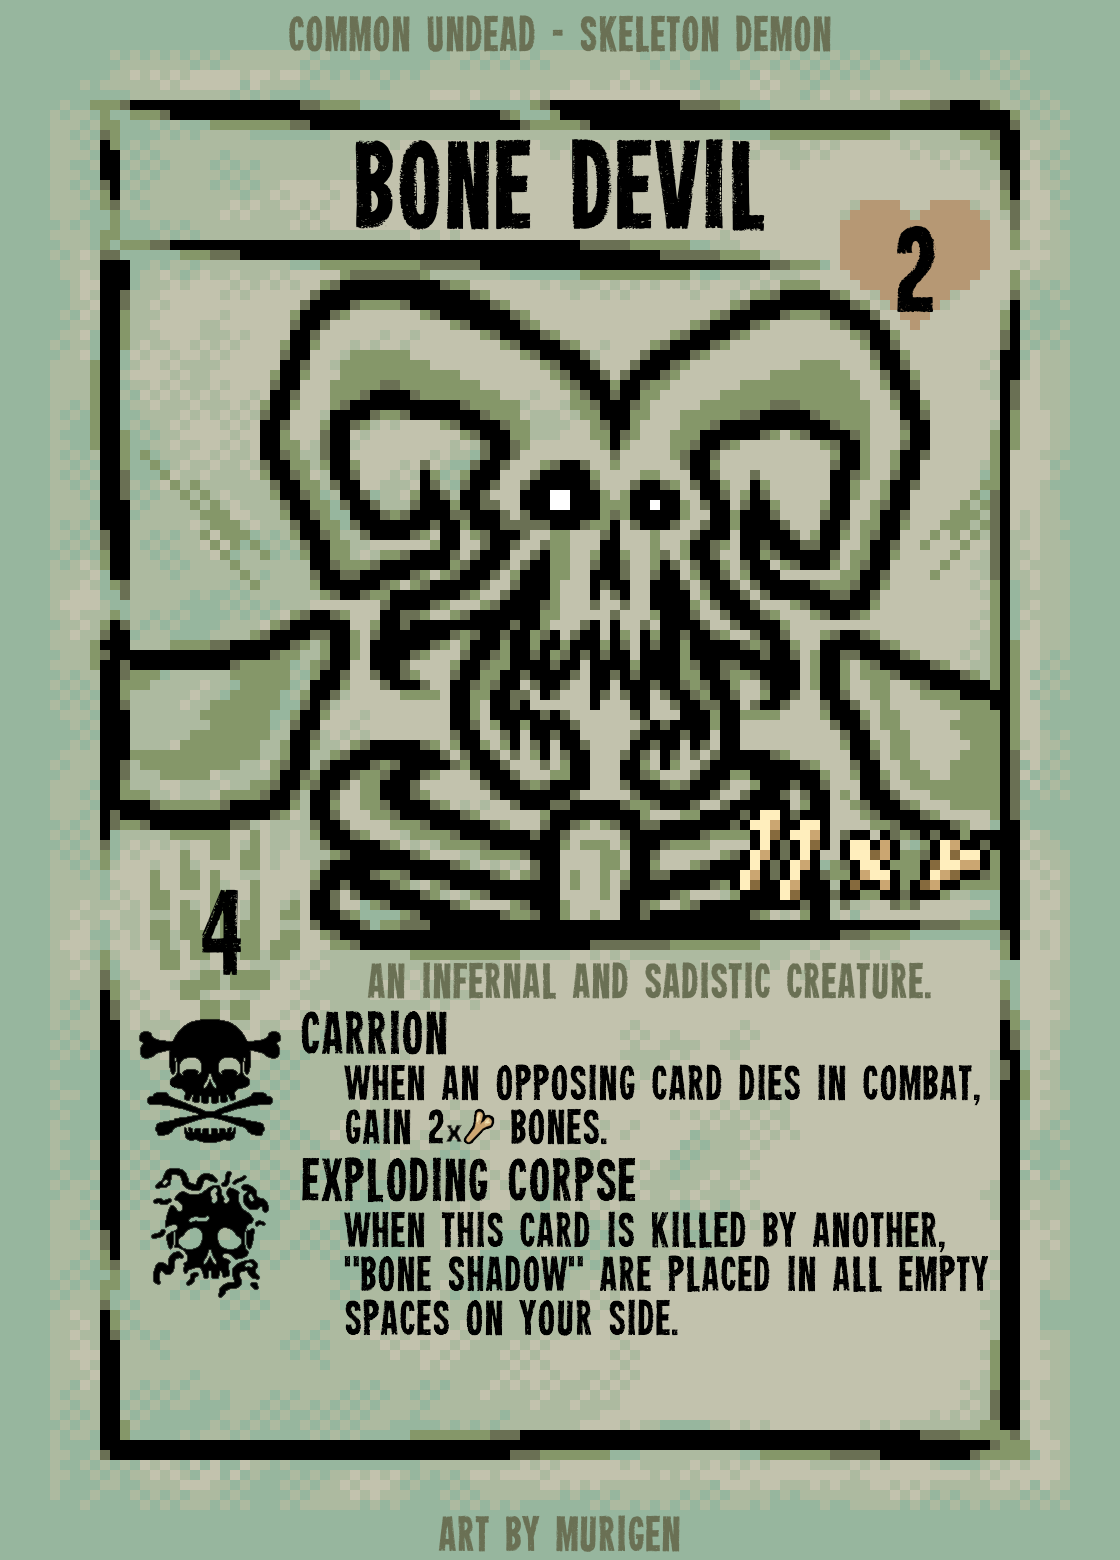 COMMON UNDEAD - SKELETON DEMON
BONE DEVIL
2
4
AN INFERNAL AND SADISTIC CREATURE.
CARRION
WHEN AN OPPOSING CARD DIES IN COMBAT,
GAIN 2x BONES.
EXPLODING CORPSE
WHEN THIS CARD IS KILLED BY ANOTHER,
"BONE SHADOW" ARE PLACED IN ALL EMPTY
SPACES ON YOUR SIDE.
ART BY MURIGEN